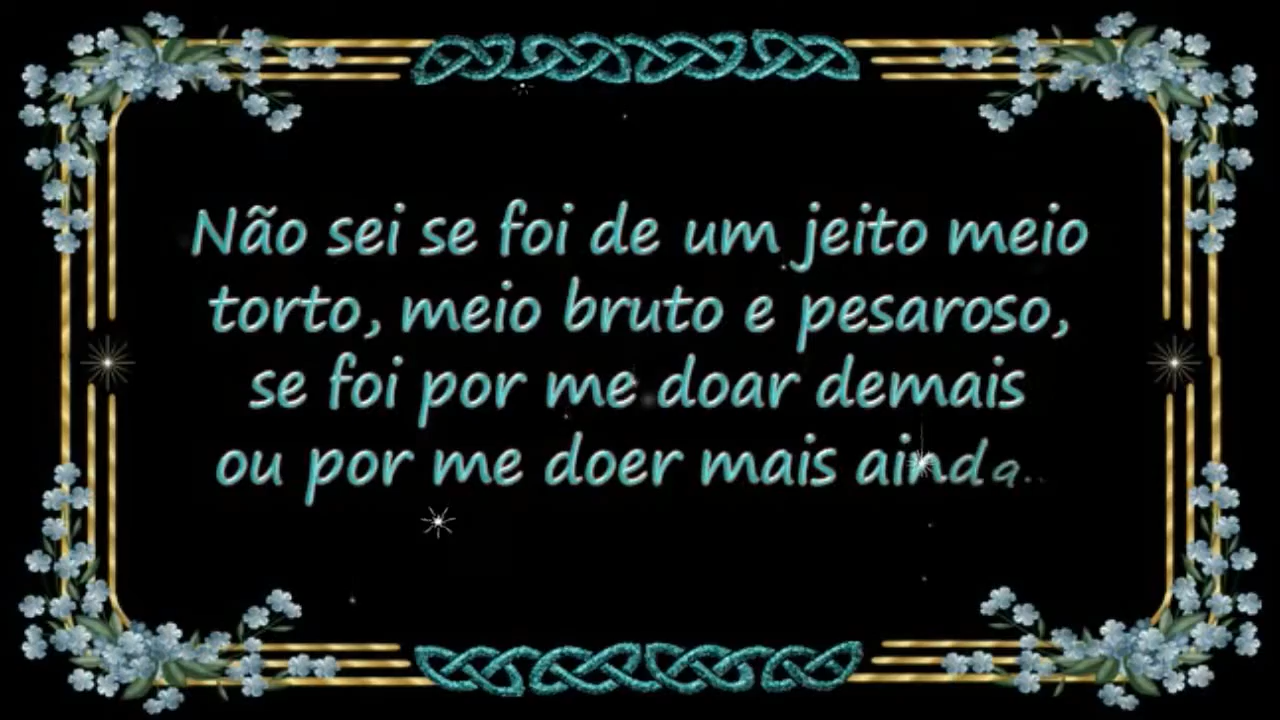 Não sei se foi de um jeito meio
torto, meio bruto e pesaroso,
se foi por me doar demais
ou por me doer mais ainda...